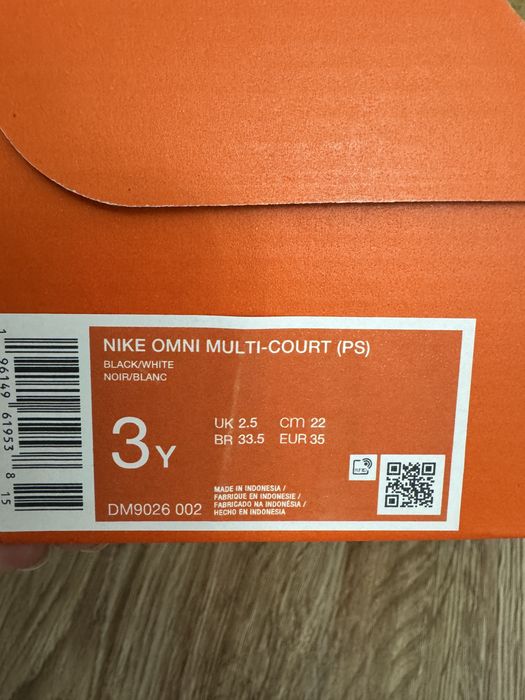 NIKE OMNI MULTI-COURT (PS)
BLACK/WHITE
NOIR/BLANC
3Y
UK 2.5 cm 22
BR 33.5 EUR 35
MADE IN INDONESIA /
FABRIQUE EN INDONESIE /
FABRICADO NA INDONÉSIA /
HECHO EN INDONESIA
DM9026 002
1 96149 61953 8 15